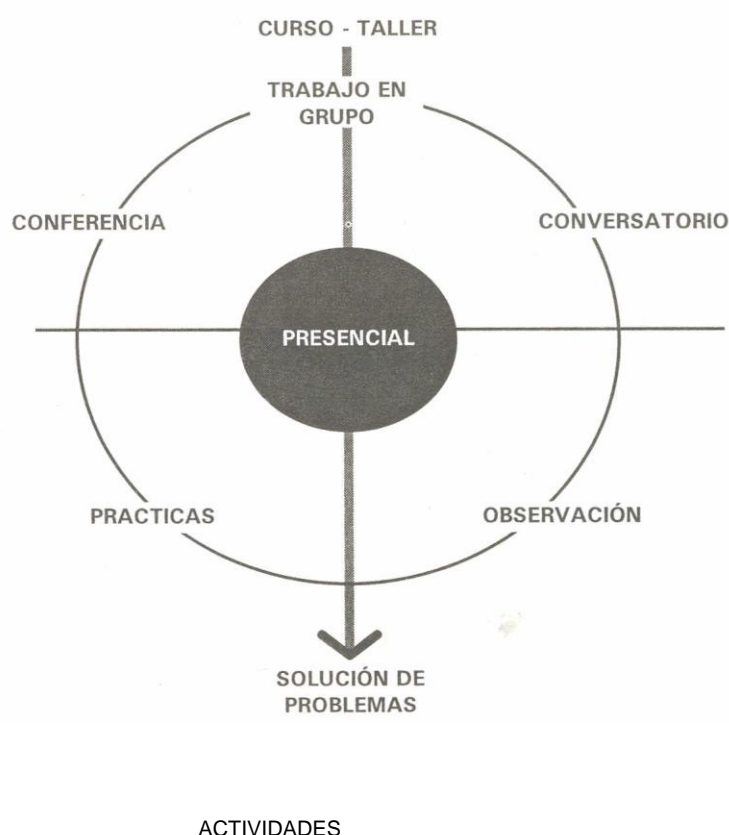 CURSO - TALLER
TRABAJO EN
GRUPO
CONFERENCIA
CONVERSATORIO
PRESENCIAL
PRACTICAS
OBSERVACIÓN
SOLUCIÓN DE
PROBLEMAS
ACTIVIDADES